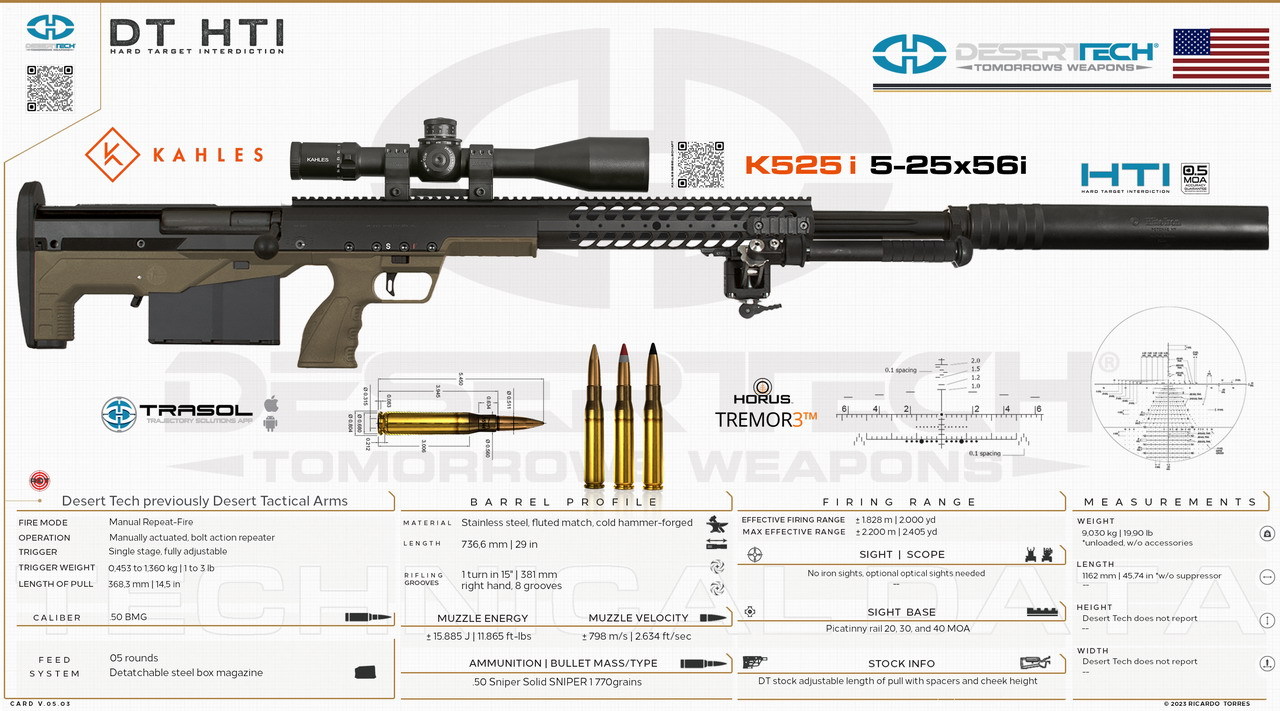 DESERT TECH
DT HTI
HARD TARGET INTERDICTION
DESERTTECH®
TOMORROWS WEAPONS
KAHLES
KAHLES
K525i 5-25x56i
HTI
HARD TARGET INTERDICTION
0.5
MOA
ACCURACY
GUARANTEE
S
DESERT TECH®
TOMORROWS WEAPONS
TRASOL
TRAJECTORY SOLUTIONS APP
HORUS
TREMOR3™
0.1 spacing
2.0
1.5
1.2
1.0
6 4 2 2 4 6
0.1 spacing
Desert Tech previously Desert Tactical Arms
FIRE MODE Manual Repeat-Fire
OPERATION Manually actuated, bolt action repeater
TRIGGER Single stage, fully adjustable
TRIGGER WEIGHT 0,453 to 1,360 kg | 1 to 3 lb
LENGTH OF PULL 368,3 mm | 14,5 in
CALIBER .50 BMG
FEED
SYSTEM
05 rounds
Detatchable steel box magazine
BARREL PROFILE
MATERIAL Stainless steel, fluted match, cold hammer-forged
LENGTH 736,6 mm | 29 in
RIFLING
GROOVES
1 turn in 15" | 381 mm
right hand, 8 grooves
MUZZLE ENERGY MUZZLE VELOCITY
± 15.885 J | 11.865 ft-lbs ± 798 m/s | 2.634 ft/sec
AMMUNITION | BULLET MASS/TYPE
.50 Sniper Solid SNIPER 1 770grains
FIRING RANGE
EFFECTIVE FIRING RANGE ± 1.828 m | 2.000 yd
MAX EFFECTIVE RANGE ± 2.200 m | 2.405 yd
SIGHT | SCOPE
No iron sights, optional optical sights needed
--
SIGHT BASE
Picatinny rail 20, 30, and 40 MOA
STOCK INFO
DT stock adjustable length of pull with spacers and cheek height
MEASUREMENTS
WEIGHT
9,030 kg | 19,90 lb
*unloaded, w/o accessories
LENGTH
1162 mm | 45,74 in *w/o suppressor
--
HEIGHT
Desert Tech does not report
--
WIDTH
Desert Tech does not report
--
TECHNICAL DATA
CARD V.05.03
© 2023 RICARDO TORRES